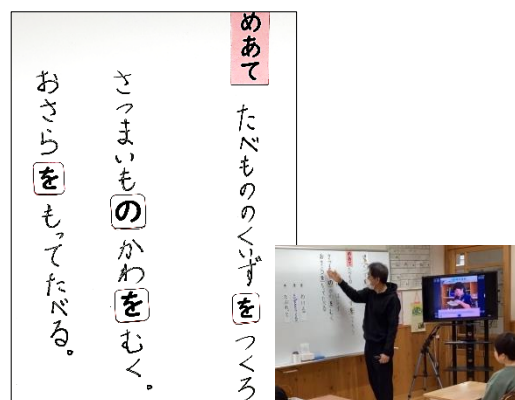 めあて
たべもののくいずをつくろ
さつまいものかわをむく。
おさらをもってたべる。